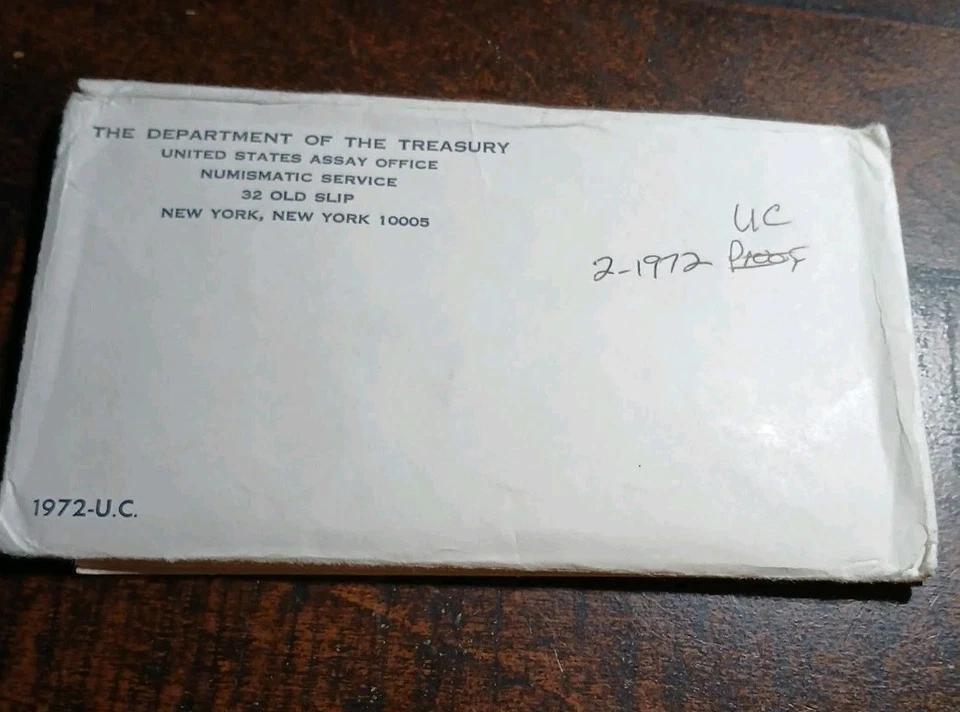 THE DEPARTMENT OF THE TREASURY
UNITED STATES ASSAY OFFICE
NUMISMATIC SERVICE
32 OLD SLIP
NEW YORK, NEW YORK 10005
UC
2-1972 Proof
1972-U.C.